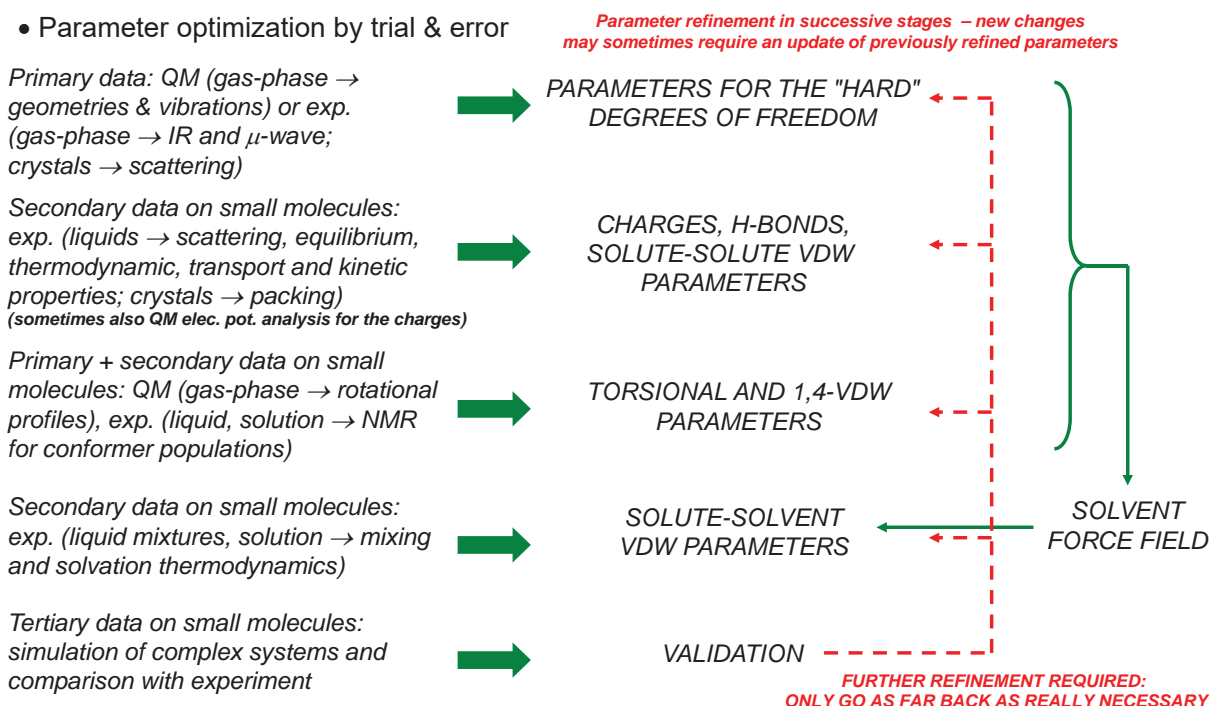 • Parameter optimization by trial & error
Parameter refinement in successive stages – new changes
may sometimes require an update of previously refined parameters
Primary data: QM (gas-phase →
geometries & vibrations) or exp.
(gas-phase → IR and μ-wave;
crystals → scattering)
PARAMETERS FOR THE "HARD"
DEGREES OF FREEDOM
Secondary data on small molecules:
exp. (liquids → scattering, equilibrium,
thermodynamic, transport and kinetic
properties; crystals → packing)
(sometimes also QM elec. pot. analysis for the charges)
CHARGES, H-BONDS,
SOLUTE-SOLUTE VDW
PARAMETERS
Primary + secondary data on small
molecules: QM (gas-phase → rotational
profiles), exp. (liquid, solution → NMR
for conformer populations)
TORSIONAL AND 1,4-VDW
PARAMETERS
Secondary data on small molecules:
exp. (liquid mixtures, solution → mixing
and solvation thermodynamics)
SOLUTE-SOLVENT
VDW PARAMETERS
SOLVENT
FORCE FIELD
Tertiary data on small molecules:
simulation of complex systems and
comparison with experiment
VALIDATION
FURTHER REFINEMENT REQUIRED:
ONLY GO AS FAR BACK AS REALLY NECESSARY